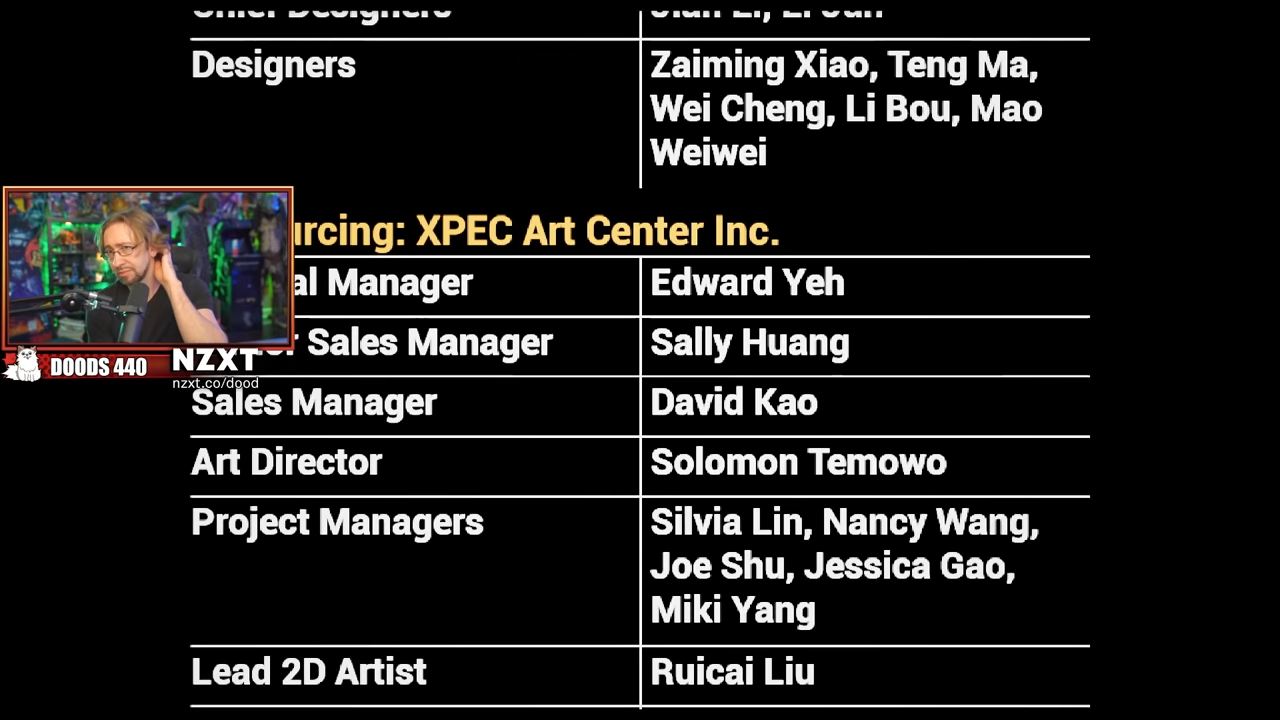 Designers
Zaiming Xiao, Teng Ma,
Wei Cheng, Li Bou, Mao
Weiwei
XPEC Art Center Inc.
Manager
Edward Yeh
Sales Manager
Sally Huang
DOODS 440
NZXT
nzxt.co/dood
Sales Manager
David Kao
Art Director
Solomon Temowo
Project Managers
Silvia Lin, Nancy Wang,
Joe Shu, Jessica Gao,
Miki Yang
Lead 2D Artist
Ruicai Liu